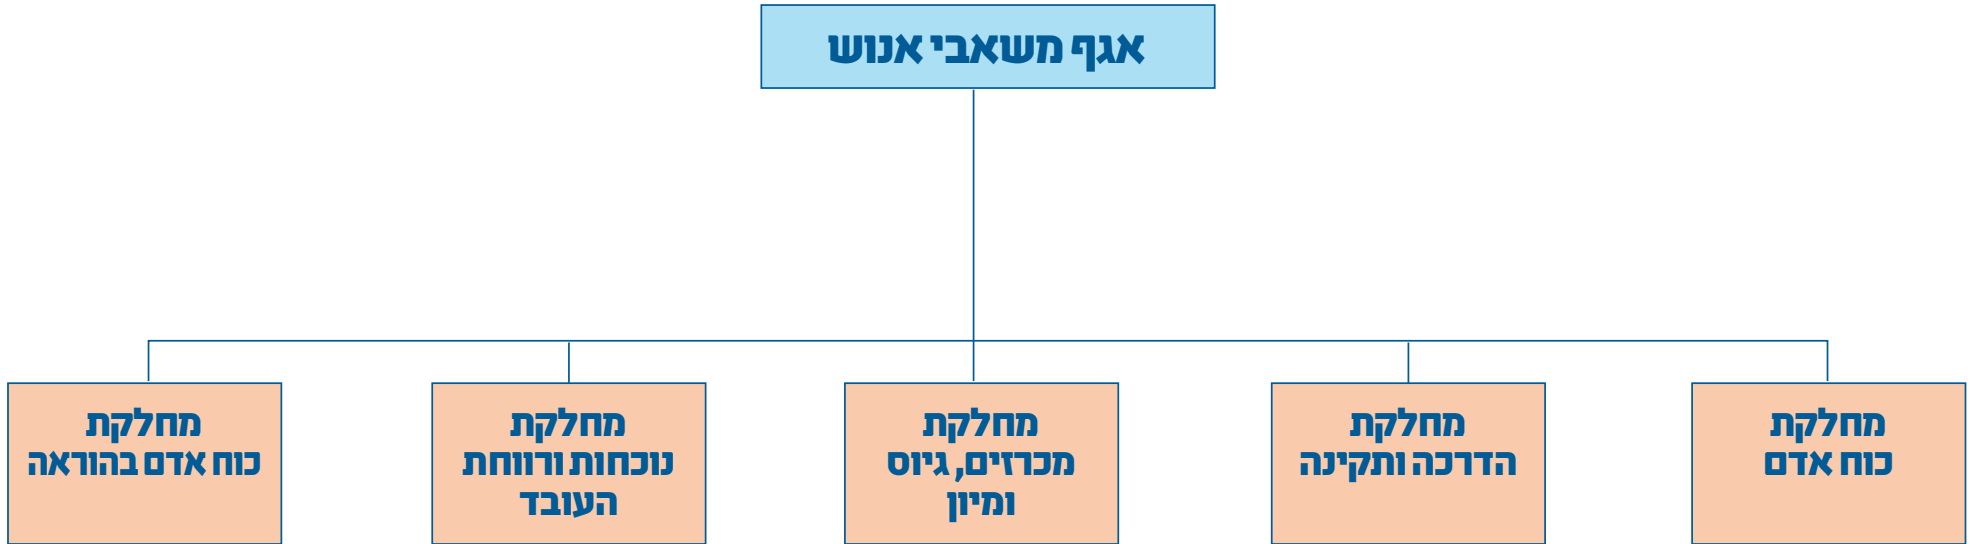 אגף משאבי אנוש
מחלקת
כוח אדם
מחלקת
הדרכה ותקינה
מחלקת
מכרזים, גיוס
ומיון
מחלקת
נוכחות ורווחת
העובד
מחלקת
כוח אדם בהוראה